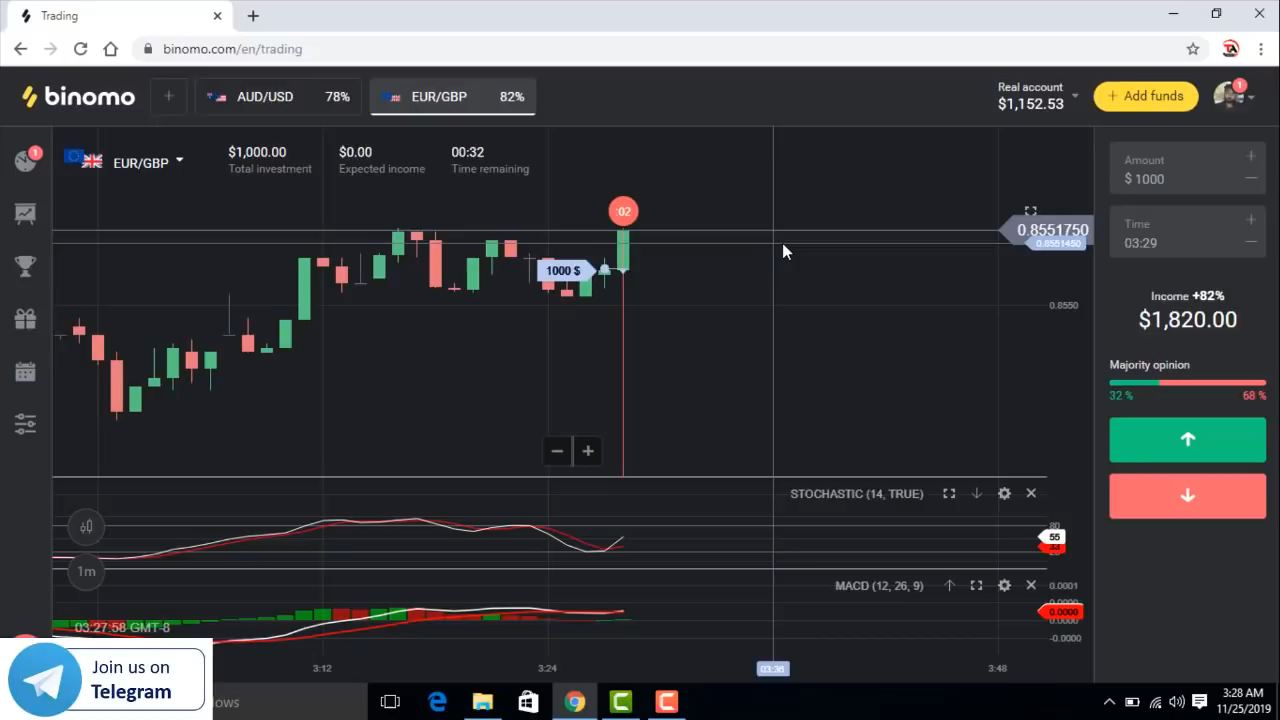 Trading
binomo.com/en/trading
binomo
AUD/USD 78%
EUR/GBP 82%
Real account
$1,152.53
Add funds
1
1
EUR/GBP
$1,000.00
Total investment
$0.00
Expected income
00:32
Time remaining
:02
1000 $
0.8551750
0.8551450
0.8550
Amount
$ 1000
Time
03:29
Income +82%
$1,820.00
Majority opinion
32 %
68 %
STOCHASTIC (14, TRUE)
80
55
1m
MACD (12, 26, 9)
0.0001
0.0000
0.0000
-0.0000
03:27:58 GMT-8
3:12
3:24
03:36
3:48
Join us on
Telegram
3:28 AM
11/25/2019